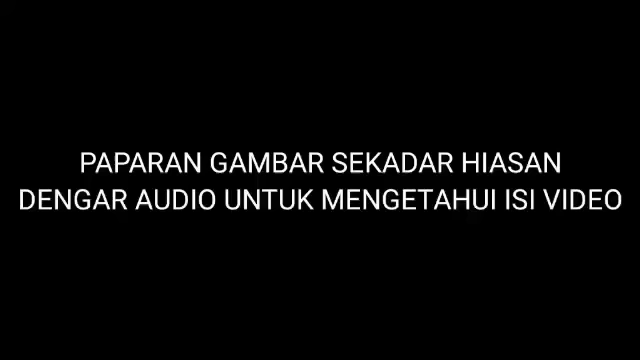 PAPARAN GAMBAR SEKADAR HIASAN
DENGAR AUDIO UNTUK MENGETAHUI ISI VIDEO